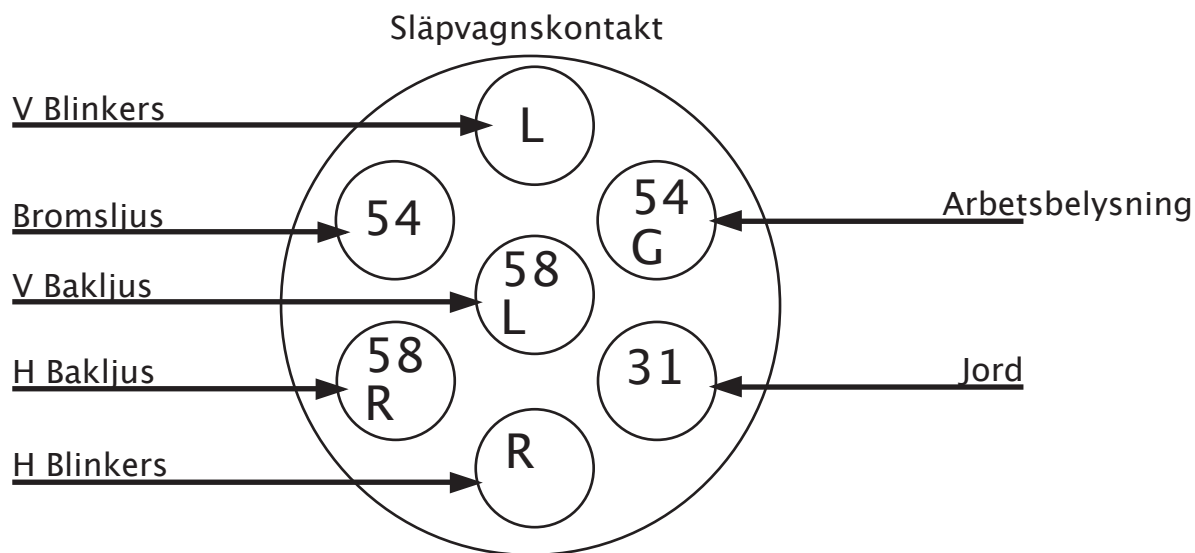 Släpvagnskontakt
V Blinkers
L
Bromsljus
54
54
G
Arbetsbelysning
V Bakljus
58
L
H Bakljus
58
R
31
Jord
H Blinkers
R